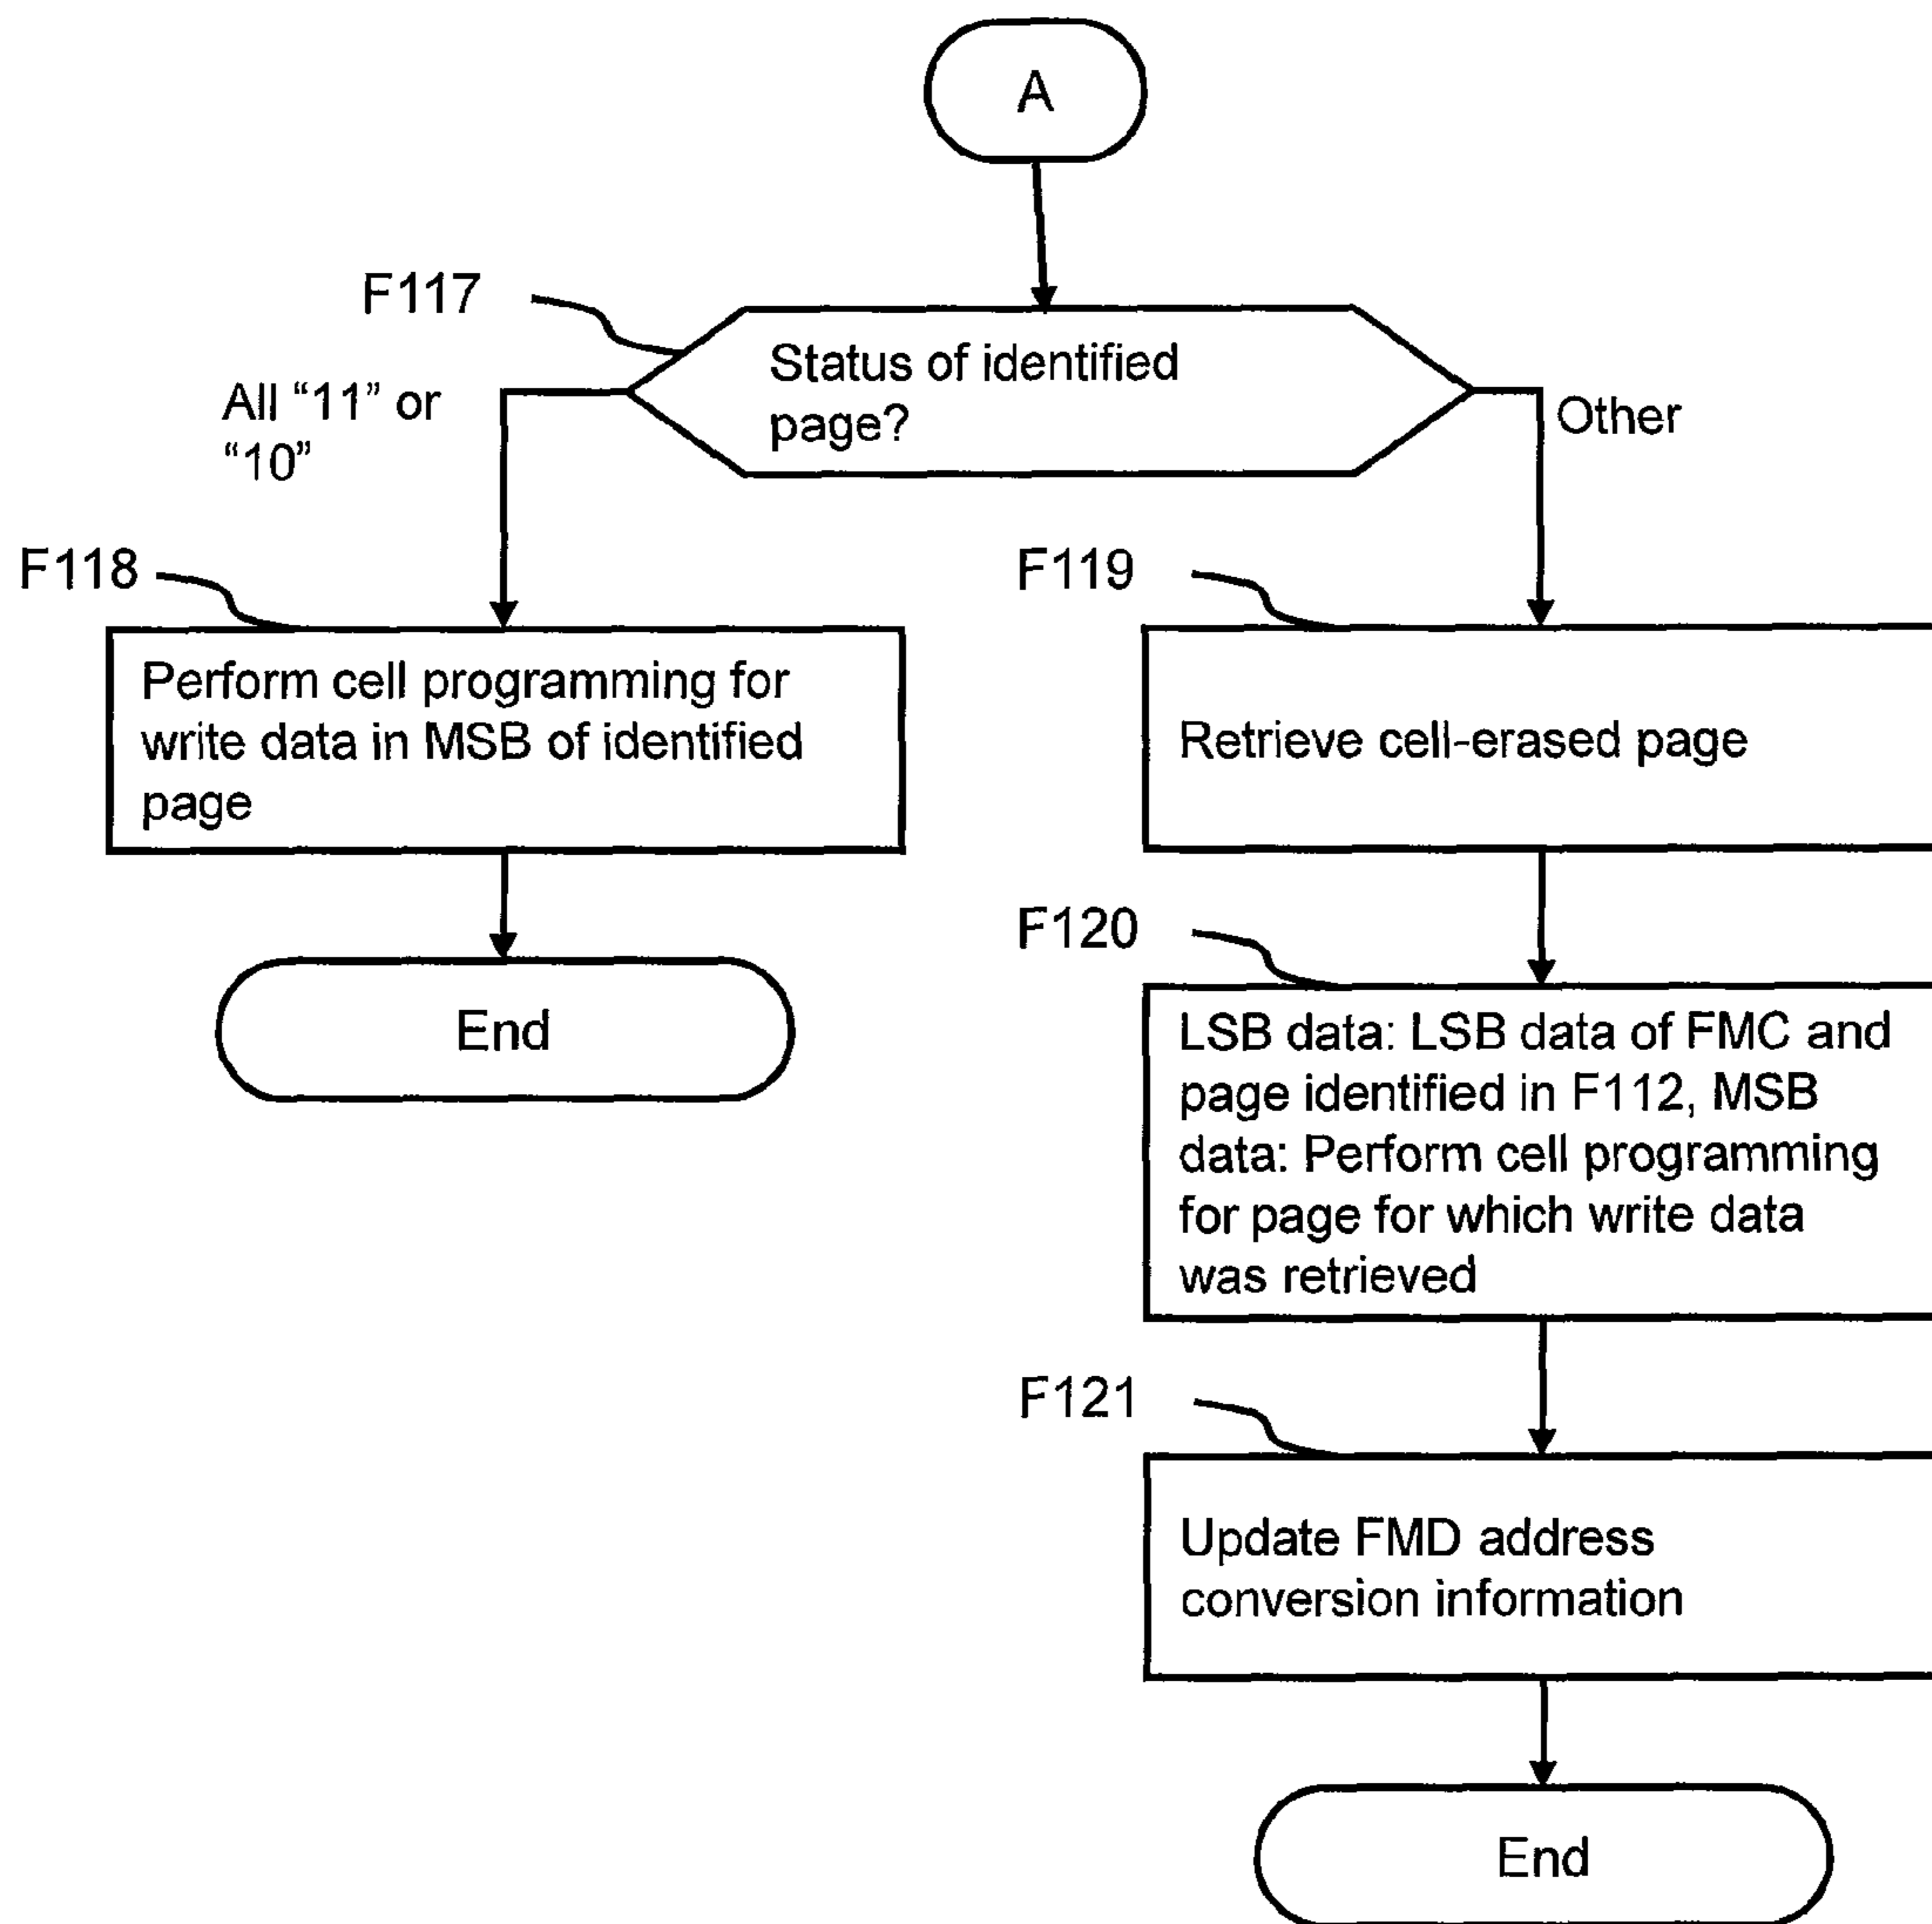 A
F117
Status of identified
page?
All “11” or
“10”
Other
F118
Perform cell programming for
write data in MSB of identified
page
End
F119
Retrieve cell-erased page
F120
LSB data: LSB data of FMC and
page identified in F112, MSB
data: Perform cell programming
for page for which write data
was retrieved
F121
Update FMD address
conversion information
End